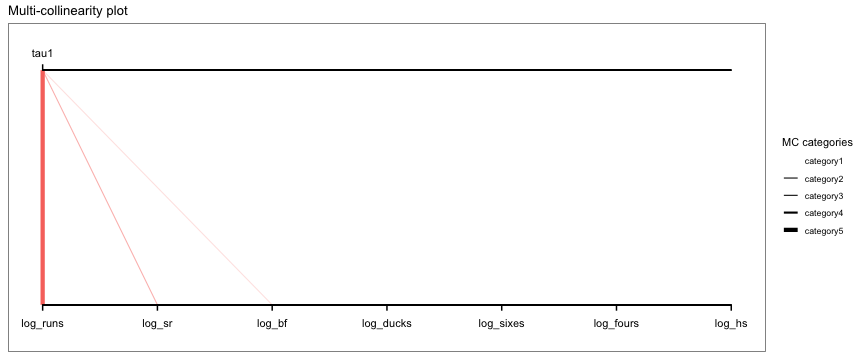 Multi-collinearity plot
tau1
log_runs log_sr log_bf log_ducks log_sixes log_fours log_hs
MC categories
category1
category2
category3
category4
category5